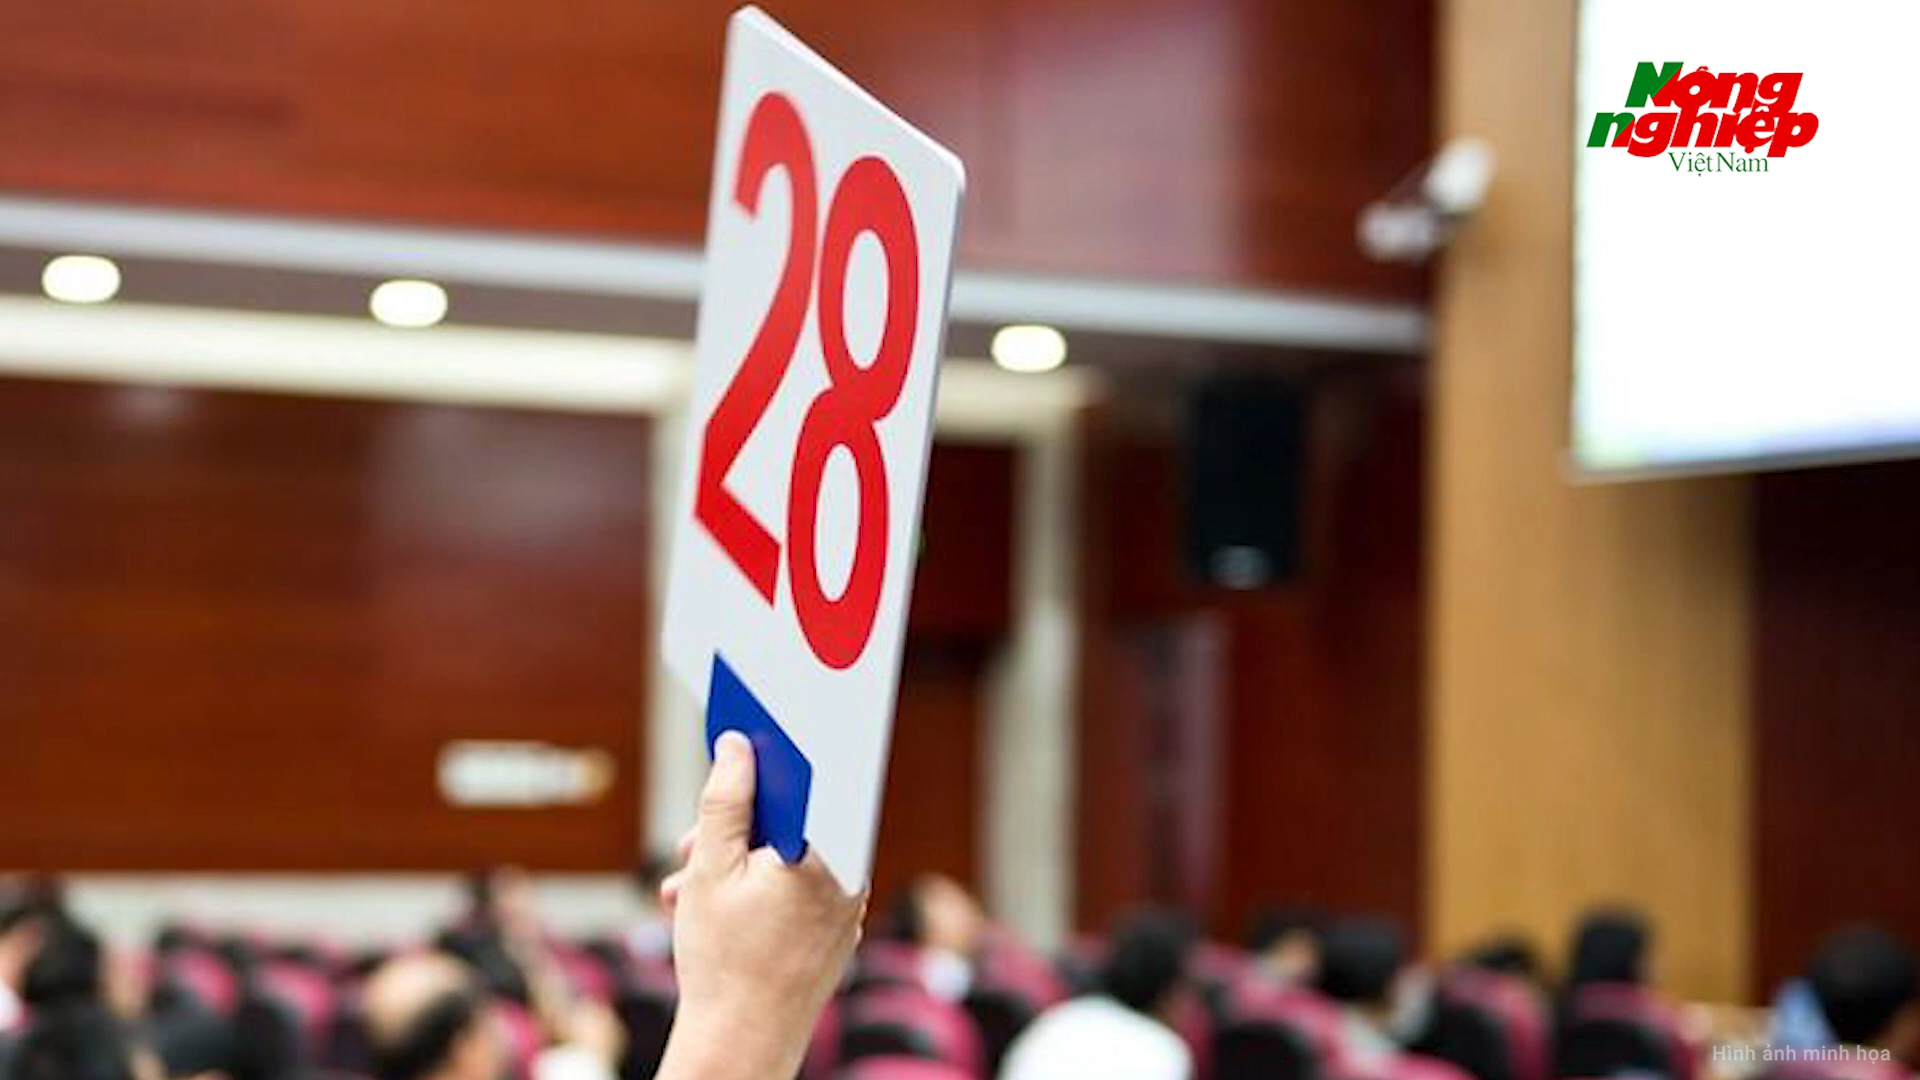 Nông
nghiệp
Việt Nam
28
Hình ảnh minh họa